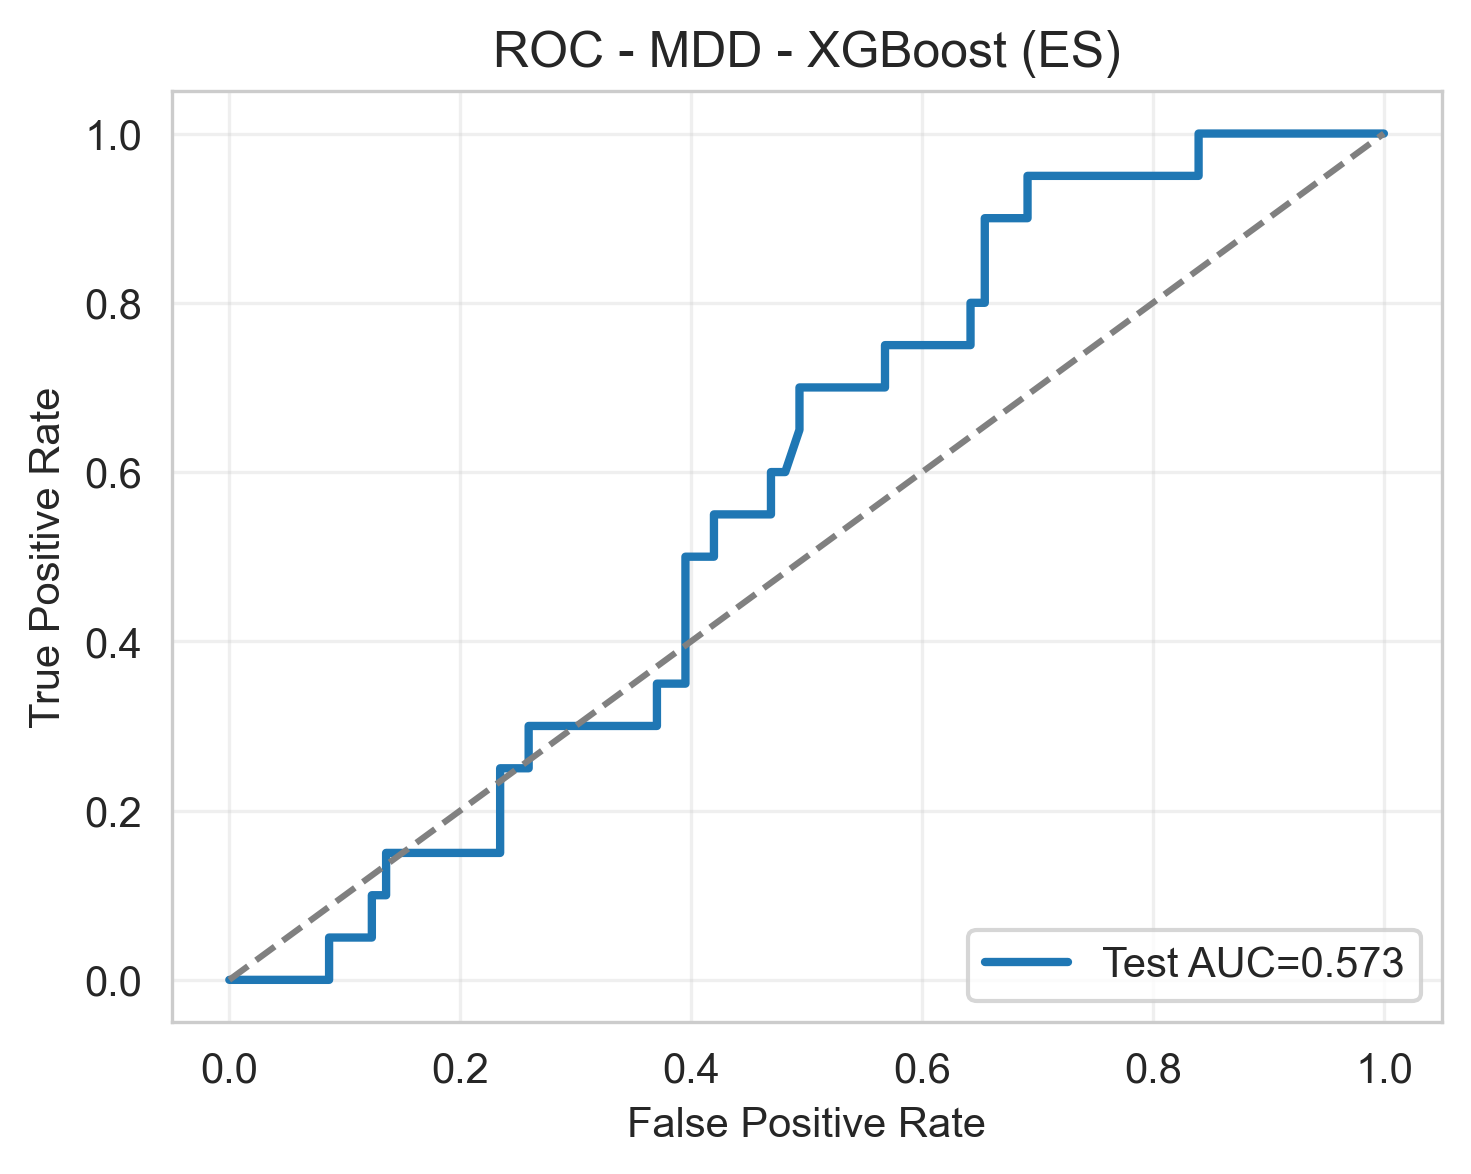 ROC - MDD - XGBoost (ES)
1.0
0.8
0.6
0.4
0.2
0.0
True Positive Rate
Test AUC=0.573
0.0 0.2 0.4 0.6 0.8 1.0
False Positive Rate